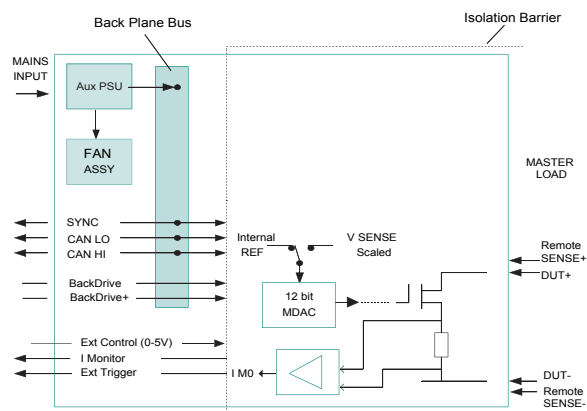 Isolation Barrier
Back Plane Bus
MAINS
INPUT
Aux PSU
FAN
ASSY
MASTER
LOAD
SYNC
CAN LO
CAN HI
Internal
REF
V SENSE
Scaled
Remote
SENSE+
DUT+
BackDrive
BackDrive+
12 bit
MDAC
Ext Control (0-5V)
I Monitor
Ext Trigger
I M0
DUT-
Remote
SENSE-